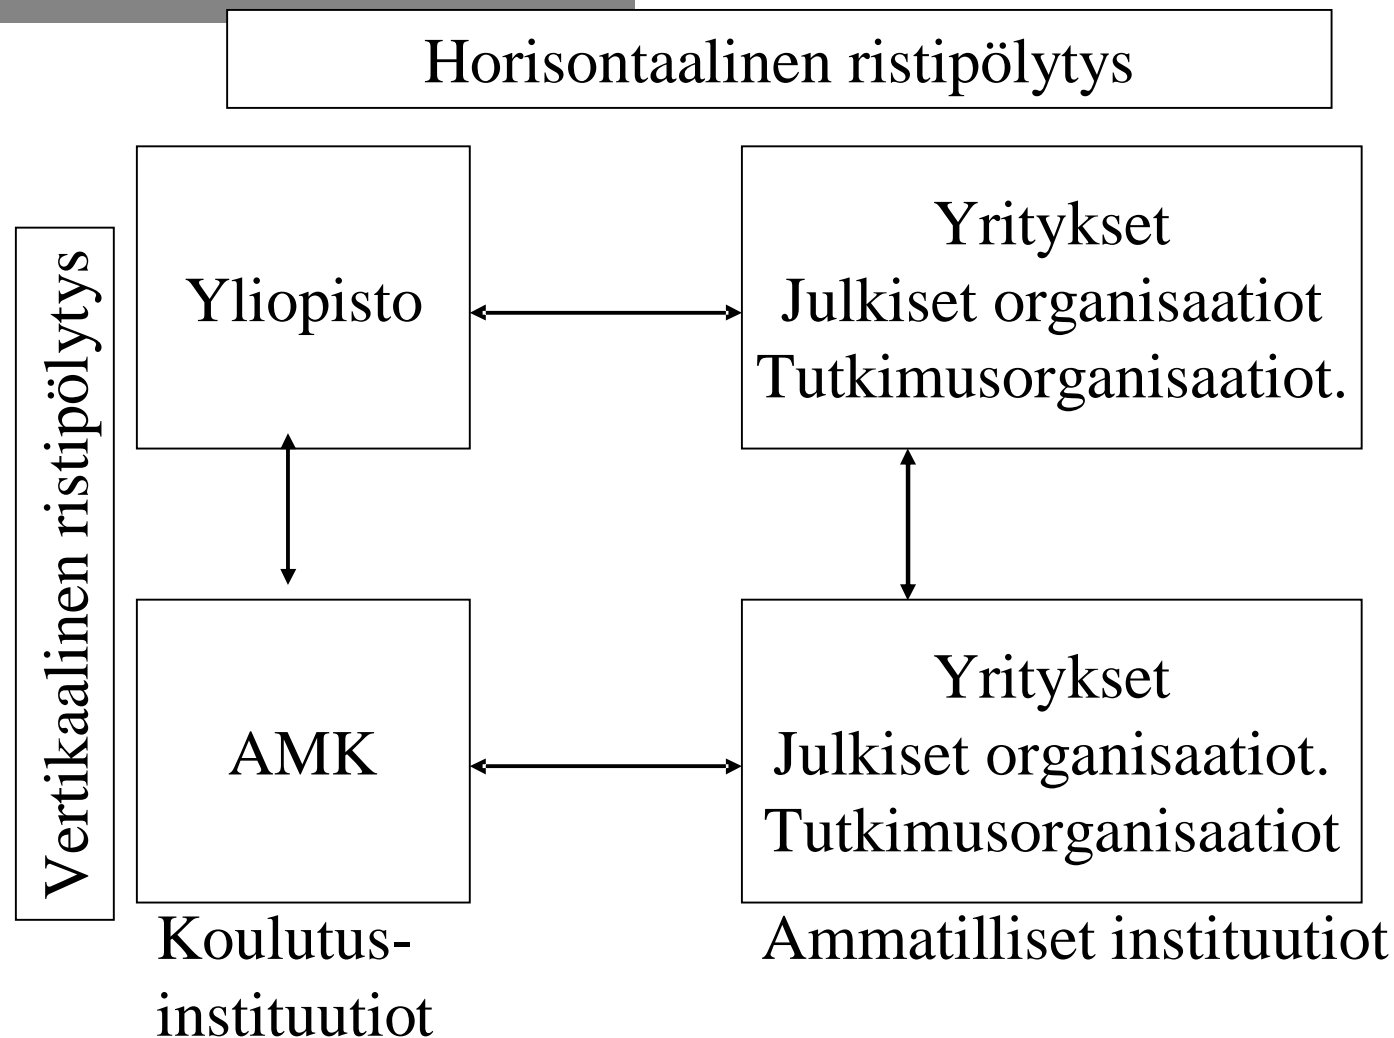 Horisontaalinen ristipölytys
Vertikaalinen ristipölytys
Yliopisto
Yritykset
Julkiset organisaatiot
Tutkimusorganisaatiot.
AMK
Yritykset
Julkiset organisaatiot.
Tutkimusorganisaatiot
Koulutus-
instituutiot
Ammatilliset instituutiot